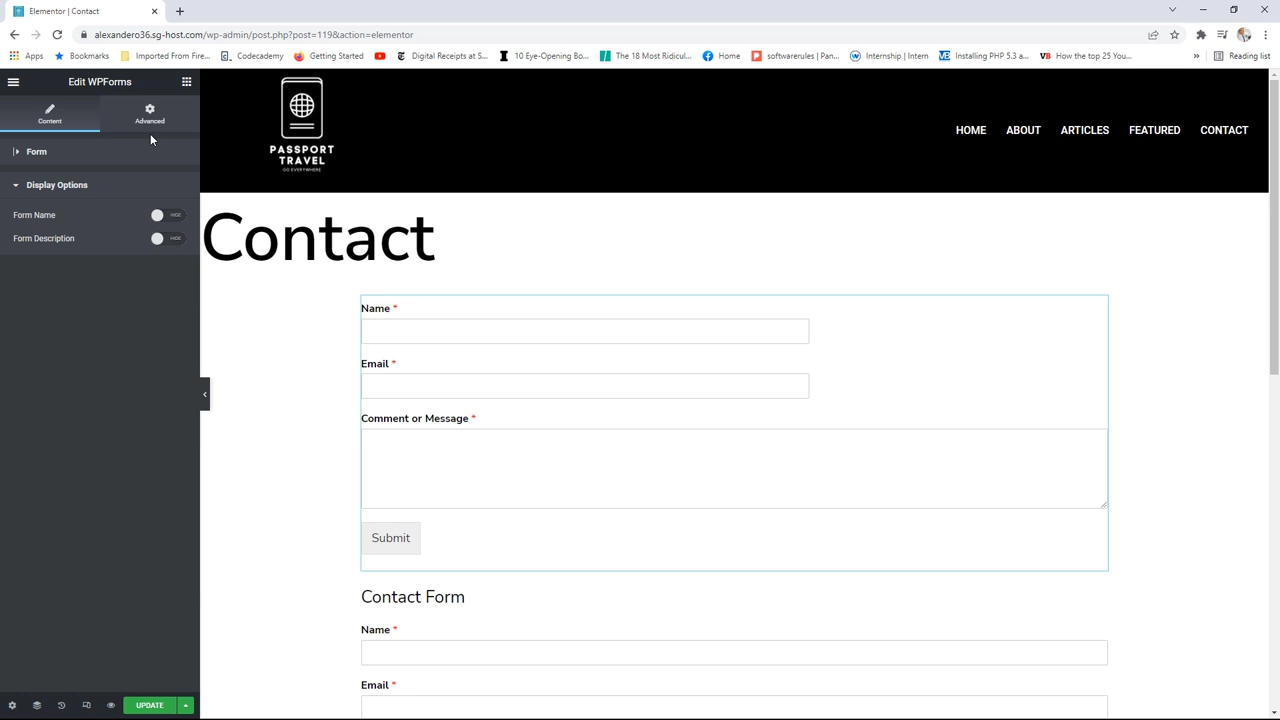 Elementor | Contact
alexandero36.sg-host.com/wp-admin/post.php?post=119&action=elementor
Apps
Bookmarks
Imported From Fire...
Codecademy
Getting Started
Digital Receipts at S...
10 Eye-Opening Bo...
The 18 Most Ridicul...
Home
softwarerules | Pan...
Internship | Intern
Installing PHP 5.3 a...
How the top 25 You...
»
Reading list
Edit WPForms
Content
Advanced
Form
Display Options
Form Name
HIDE
Form Description
HIDE
UPDATE
PASSPORT
TRAVEL
GO EVERYWHERE
HOME
ABOUT
ARTICLES
FEATURED
CONTACT
Contact
Name *
Email *
Comment or Message *
Submit
Contact Form
Name *
Email *